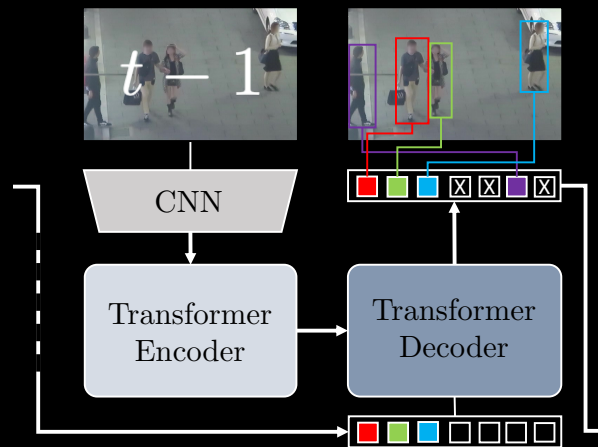 t − 1
CNN
X X X
Transformer
Encoder
Transformer
Decoder